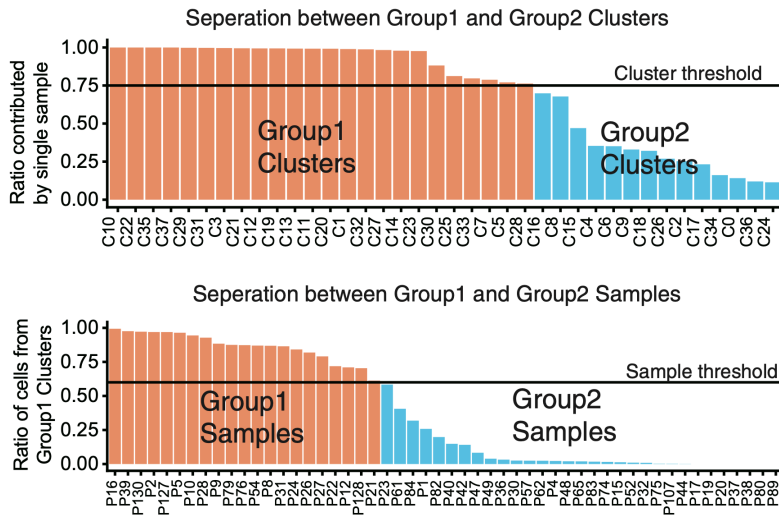 Seperation between Group1 and Group2 Clusters
Ratio contributed
by single sample
1.00
0.75
0.50
0.25
0.00
Cluster threshold
Group1
Clusters
Group2
Clusters
C10 C22 C35 C37 C29 C31 C3 C21 C12 C19 C13 C11 C20 C1 C32 C27 C14 C23 C30 C25 C33 C7 C5 C28 C16 C8 C15 C4 C6 C9 C18 C26 C2 C17 C34 C0 C36 C24
Seperation between Group1 and Group2 Samples
Ratio of cells from
Group1 Clusters
1.00
0.75
0.50
0.25
0.00
Sample threshold
Group1
Samples
Group2
Samples
P16 P39 P130 P2 P127 P5 P10 P28 P9 P79 P76 P54 P8 P31 P24 P26 P27 P22 P12 P128 P21 P23 P61 P84 P1 P82 P40 P42 P47 P49 P36 P30 P57 P62 P4 P48 P65 P83 P74 P15 P52 P32 P75 P107 P44 P17 P19 P20 P37 P38 P80 P89